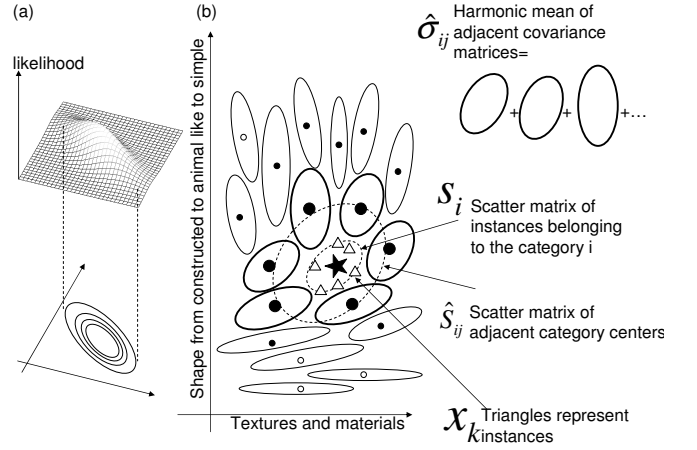 (a)
likelihood
(b)
Shape from constructed to animal like to simple
Textures and materials
σ̂ij Harmonic mean of
adjacent covariance
matrices=
+ + +...
Si Scatter matrix of
instances belonging
to the category i
Ŝij Scatter matrix of
adjacent category centers
xk Triangles represent
instances